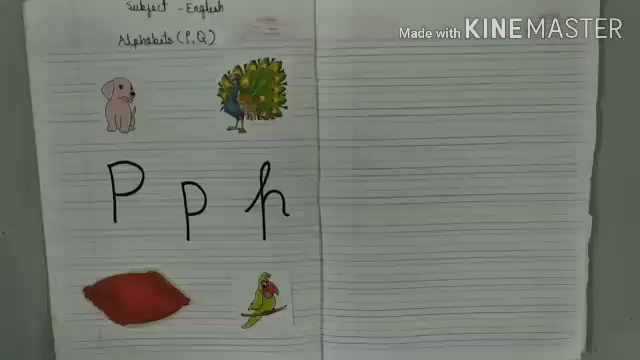 Subject - English
Made with KINEMASTER
Alphabets (P, Q)
P p p